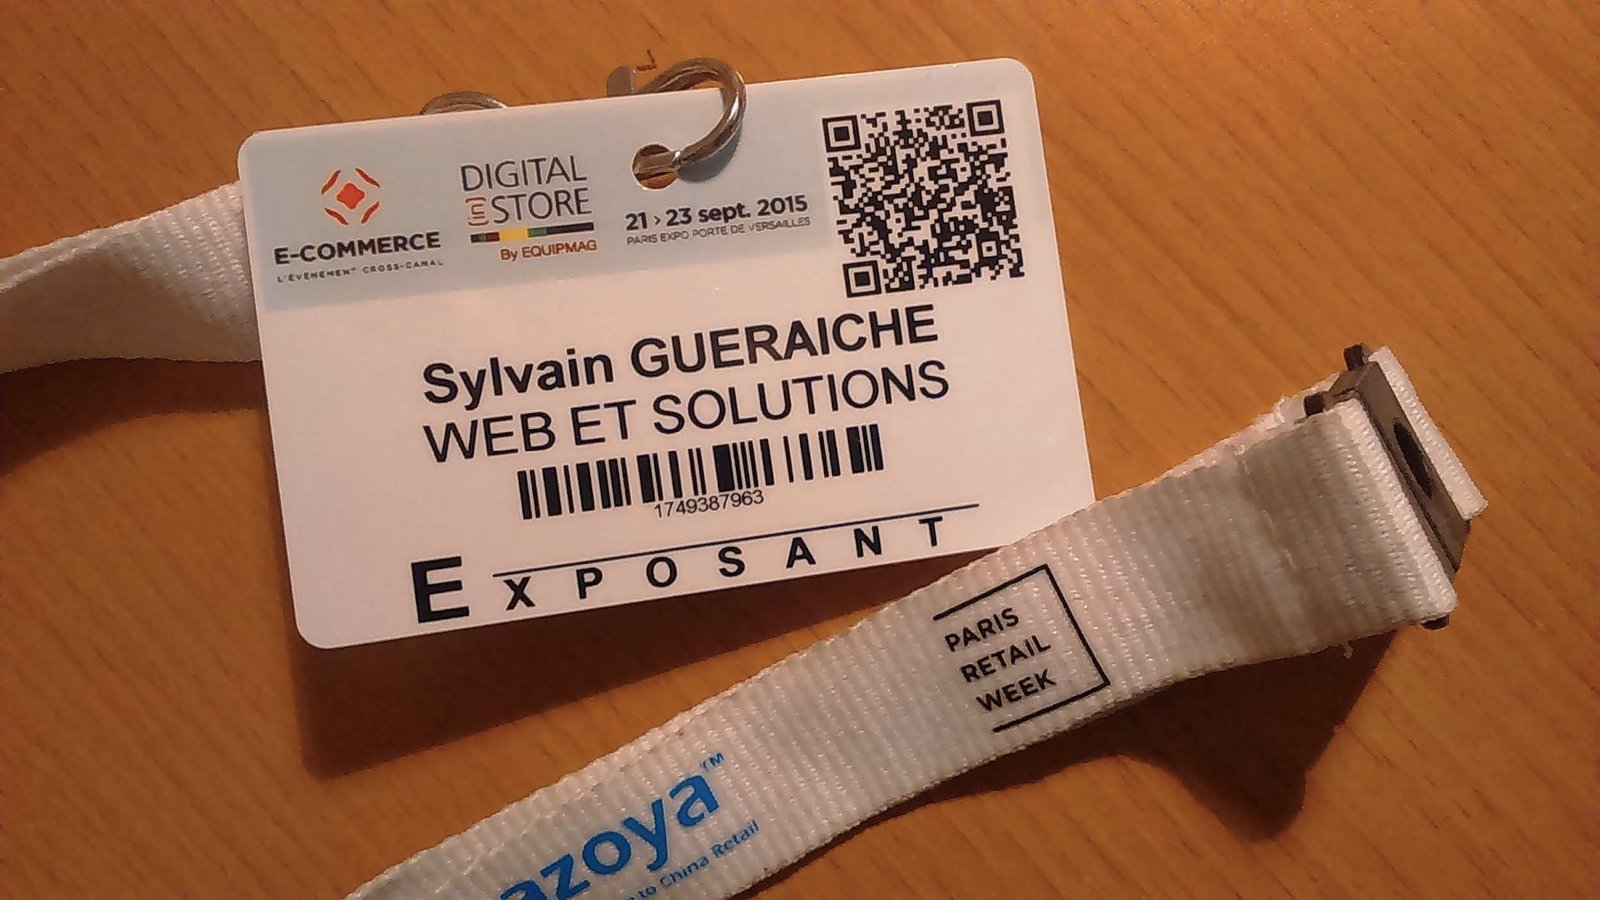 E-COMMERCE
L'ÉVÉNEMENT CROSS-CANAL
DIGITAL
(in) STORE
By EQUIPMAG
21 > 23 sept. 2015
PARIS EXPO PORTE DE VERSAILLES
Sylvain GUERAICHE
WEB ET SOLUTIONS
1749387963
EXPOSANT
PARIS
RETAIL
WEEK
azoya™
to China Retail